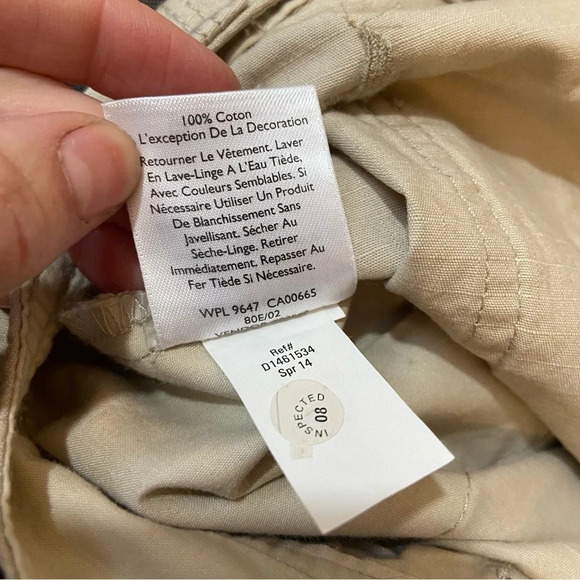 100% Coton
L'exception De La Decoration
Retourner Le Vêtement. Laver
En Lave-Linge A L'Eau Tiède,
Avec Couleurs Semblables. Si
Nécessaire Utiliser Un Produit
De Blanchissement Sans
Javellisant. Sécher Au
Sèche-Linge. Retirer
Immédiatement. Repasser Au
Fer Tiède Si Nécessaire.
WPL 9647 CA00665
80E/02
Ref#
D1461534
Spr 14
INSPECTED
08